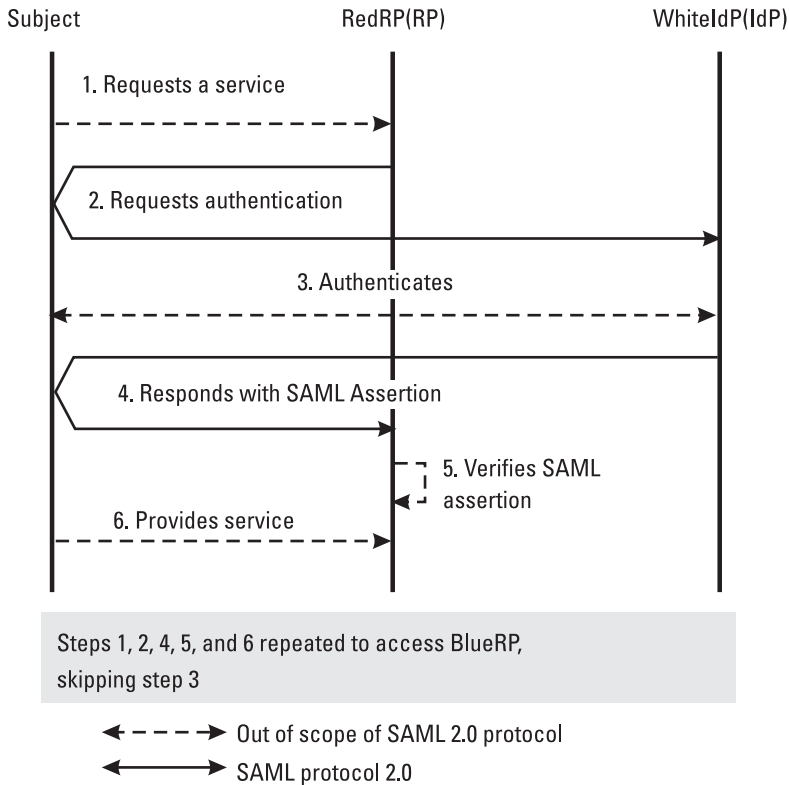 Subject
RedRP(RP)
WhiteIdP(IdP)
1. Requests a service
2. Requests authentication
3. Authenticates
4. Responds with SAML Assertion
5. Verifies SAML
assertion
6. Provides service
Steps 1, 2, 4, 5, and 6 repeated to access BlueRP,
skipping step 3
Out of scope of SAML 2.0 protocol
SAML protocol 2.0